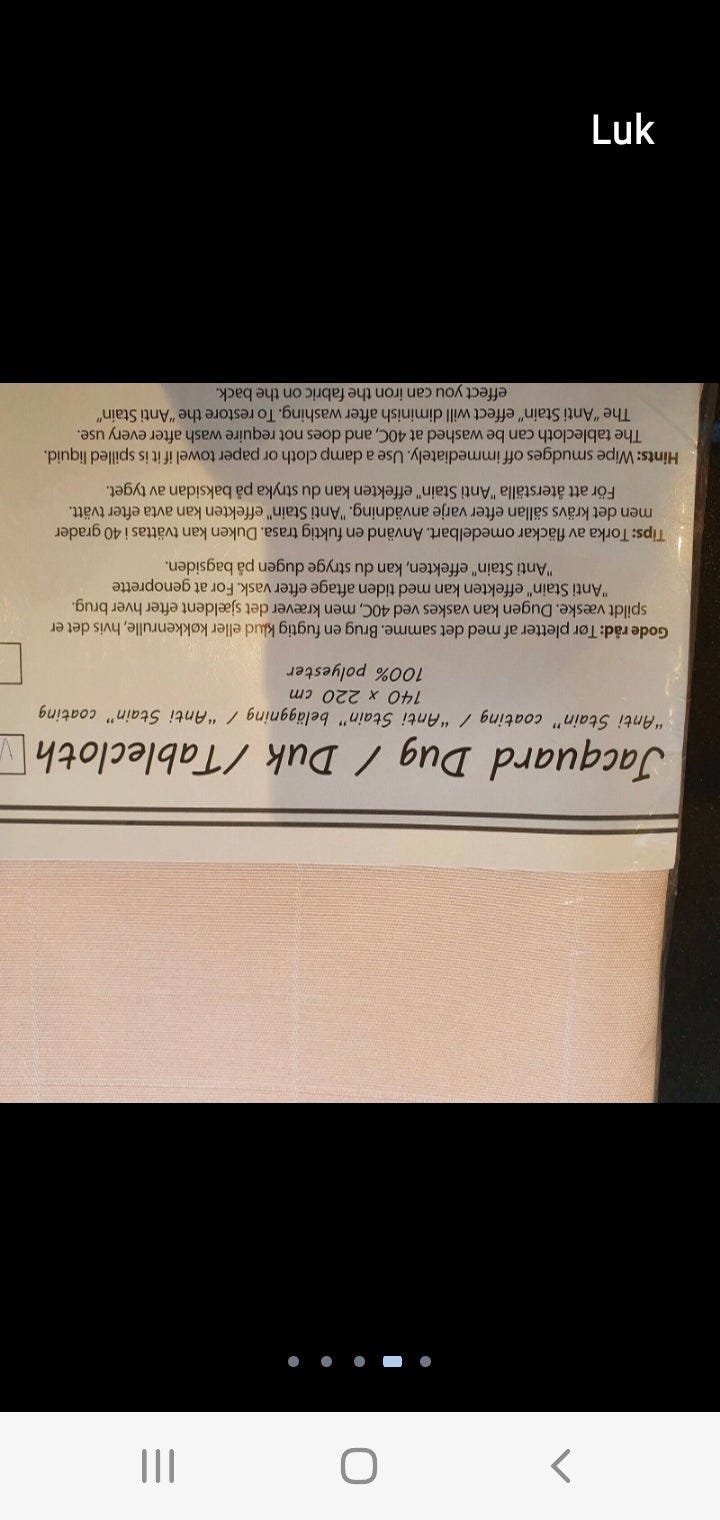 Luk
Jacquard Dug / Duk / Tablecloth
"Anti Stain" coating / "Anti Stain" beläggning / "Anti Stain" coating
140 x 220 cm
100% polyester
Gode råd: Tør pletter af med det samme. Brug en fugtig klud eller køkkenrulle, hvis det er
spildt væske. Dugen kan vaskes ved 40C, men kræver det sjældent efter hver brug.
"Anti Stain" effekten kan med tiden aftage efter vask. For at genoprette
"Anti Stain" effekten, kan du stryge dugen på bagsiden.
Tips: Torka av fläckar omedelbart. Använd en fuktig trasa. Duken kan tvättas i 40 grader
men det krävs sällan efter varje användning. "Anti Stain" effekten kan avta efter tvätt.
För att återställa "Anti Stain" effekten kan du stryka på baksidan av tyget.
Hints: Wipe smudges off immediately. Use a damp cloth or paper towel if it is spilled liquid.
The tablecloth can be washed at 40C, and does not require wash after every use.
The "Anti Stain" effect will diminish after washing. To restore the "Anti Stain"
effect you can iron the fabric on the back.